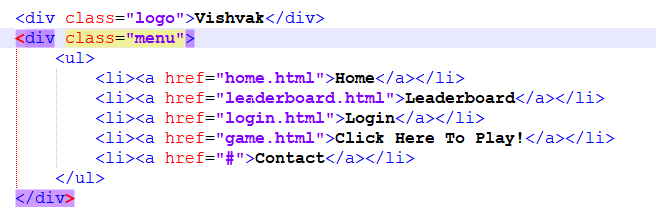 <div class="logo">Vishvak</div>
<div class="menu">
<ul>
<li><a href="home.html">Home</a></li>
<li><a href="leaderboard.html">Leaderboard</a></li>
<li><a href="login.html">Login</a></li>
<li><a href="game.html">Click Here To Play!</a></li>
<li><a href="#">Contact</a></li>
</ul>
</div>